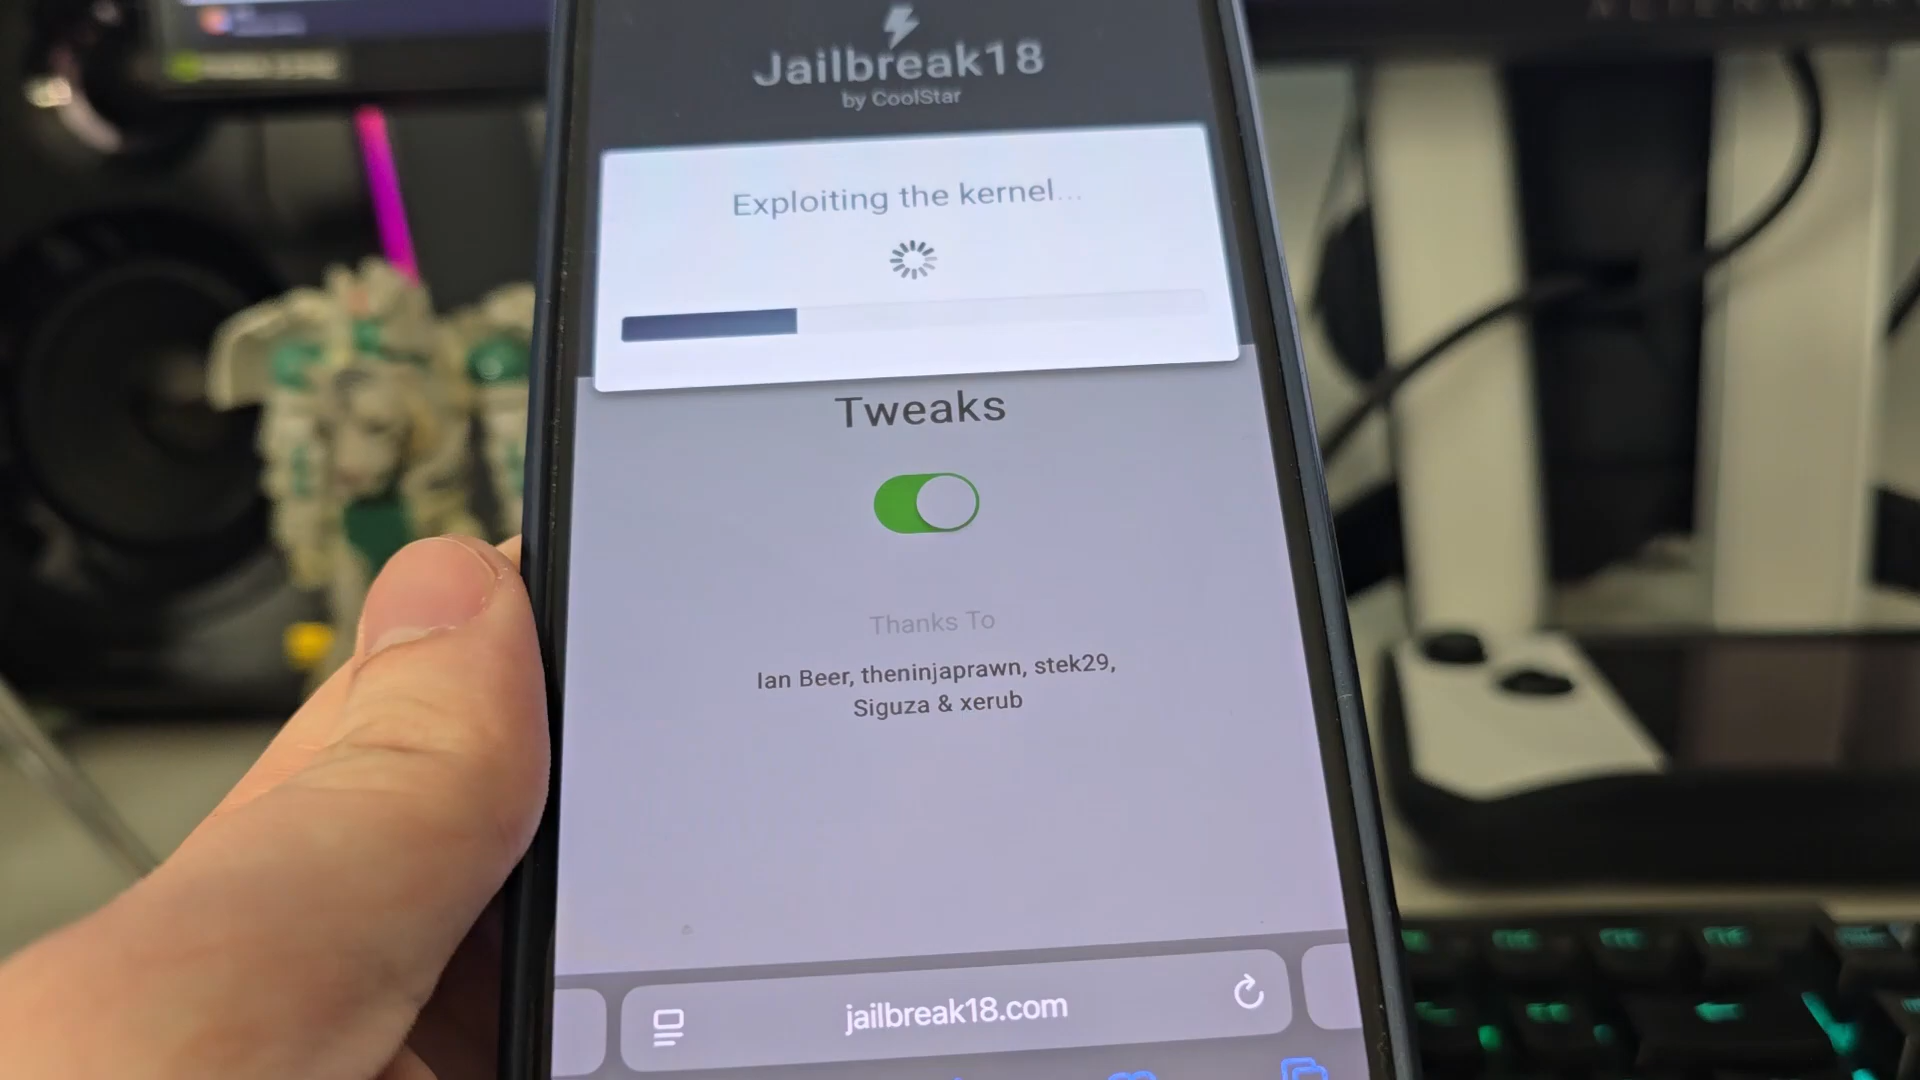 Jailbreak18
by CoolStar
Exploiting the kernel...
Tweaks
Thanks To
Ian Beer, theninjaprawn, stek29,
Siguza & xerub
jailbreak18.com